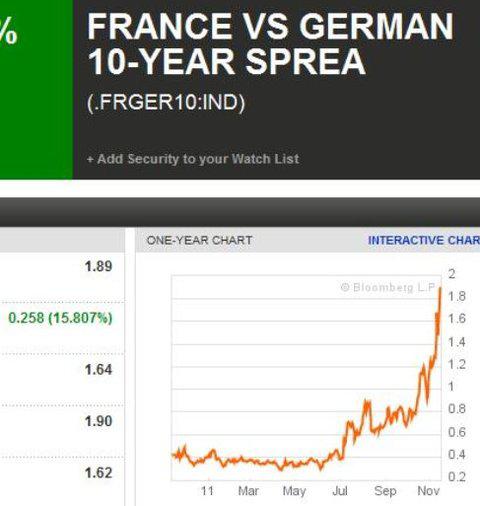 %
FRANCE VS GERMAN
10-YEAR SPREA
(.FRGER10:IND)
+ Add Security to your Watch List
ONE-YEAR CHART
INTERACTIVE CHAR
1.89
0.258 (15.807%)
1.64
1.90
1.62
© Bloomberg L.P
2
1.8
1.6
1.4
1.2
1
0.8
0.6
0.4
0.2
11 Mar May Jul Sep Nov